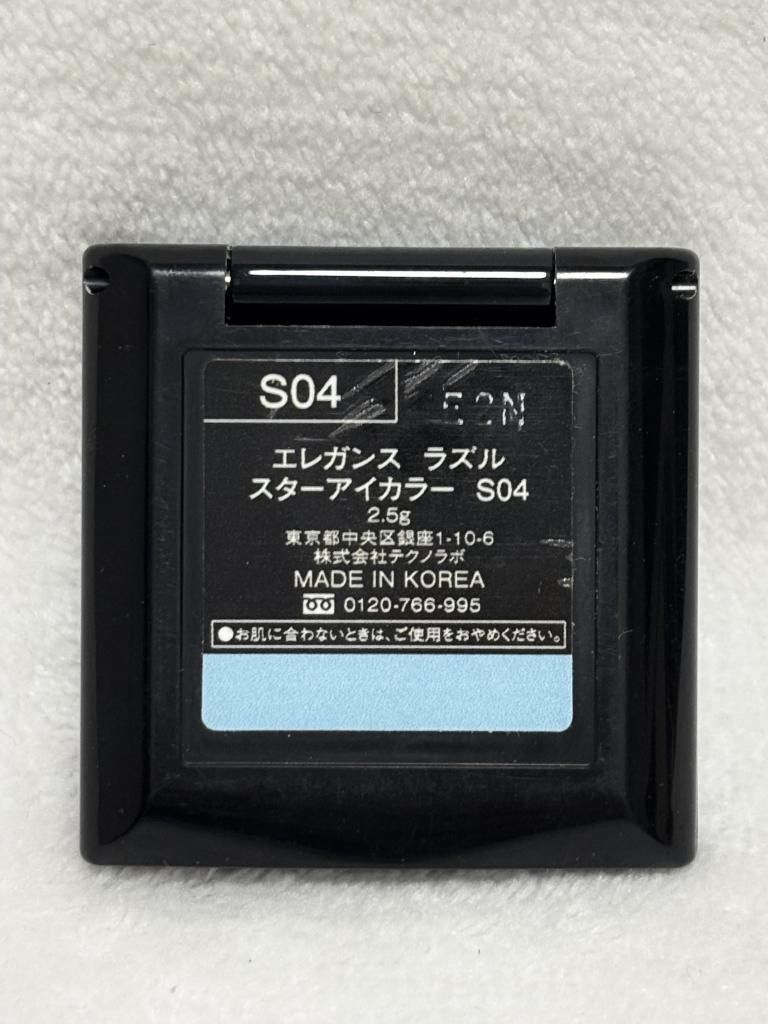 S04
エレガンス ラズル
スターアイカラー S04
2.5g
東京都中央区銀座1-10-6
株式会社テクノラボ
MADE IN KOREA
0120-766-995
●お肌に合わないときは、ご使用をおやめください。